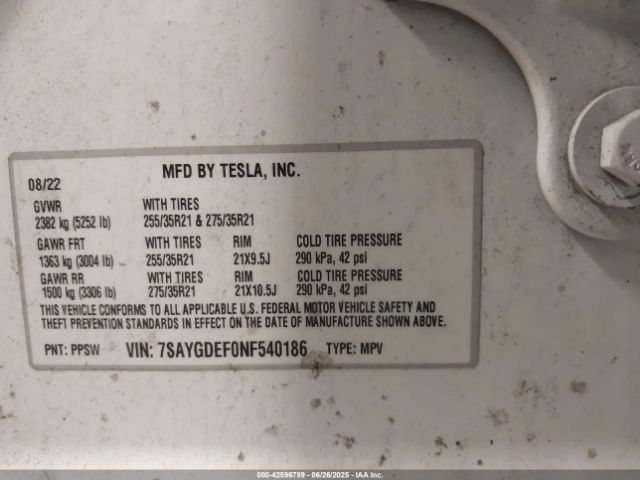 MFD BY TESLA, INC.
08/22
GVWR WITH TIRES
2382 kg (5252 lb) 255/35R21 & 275/35R21
GAWR FRT WITH TIRES RIM COLD TIRE PRESSURE
1363 kg (3004 lb) 255/35R21 21X9.5J 290 kPa, 42 psi
GAWR RR WITH TIRES RIM COLD TIRE PRESSURE
1500 kg (3306 lb) 275/35R21 21X10.5J 290 kPa, 42 psi
THIS VEHICLE CONFORMS TO ALL APPLICABLE U.S. FEDERAL MOTOR VEHICLE SAFETY AND
THEFT PREVENTION STANDARDS IN EFFECT ON THE DATE OF MANUFACTURE SHOWN ABOVE.
PNT: PPSW VIN: 7SAYGDEF0NF540186 TYPE: MPV
000-42596789 - 06/26/2025 - © IAA Inc.